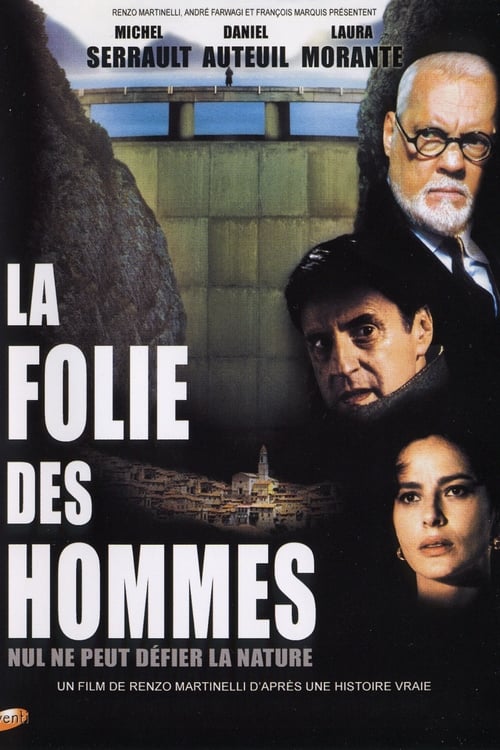 RENZO MARTINELLI, ANDRÉ FARWAGI ET FRANÇOIS MARQUIS PRÉSENTENT
MICHEL DANIEL LAURA
SERRAULT AUTEUIL MORANTE
LA
FOLIE
DES
HOMMES
NUL NE PEUT DÉFIER LA NATURE
UN FILM DE RENZO MARTINELLI D'APRÈS UNE HISTOIRE VRAIE